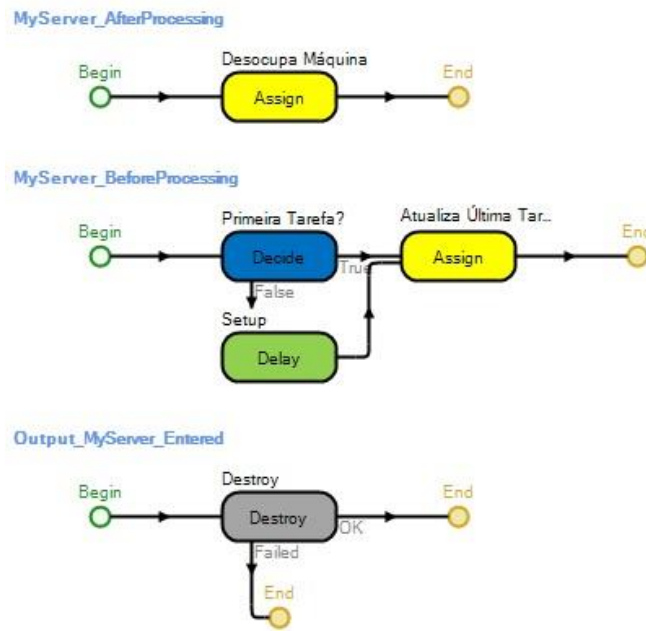 MyServer_AfterProcessing
Desocupa Máquina
Begin
End
Assign
MyServer_BeforeProcessing
Primeira Tarefa?
Atualiza Última Tar...
Begin
End
Decide
True
Assign
False
Setup
Delay
Output_MyServer_Entered
Destroy
Begin
End
Destroy
OK
Failed
End